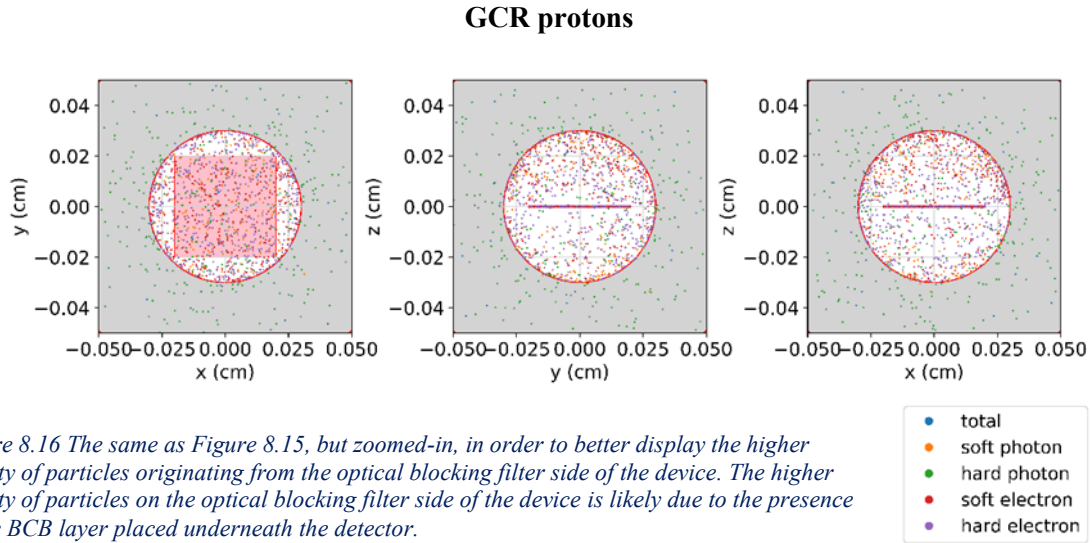 GCR protons
0.04
0.02
0.00
−0.02
−0.04
y (cm)
−0.050 −0.025 0.000 0.025 0.050
x (cm)
0.04
0.02
0.00
−0.02
−0.04
z (cm)
−0.050 −0.025 0.000 0.025 0.050
y (cm)
0.04
0.02
0.00
−0.02
−0.04
z (cm)
−0.050 −0.025 0.000 0.025 0.050
x (cm)
8.16 The same as Figure 8.15, but zoomed-in, in order to better display the higher
of particles originating from the optical blocking filter side of the device. The higher
of particles on the optical blocking filter side of the device is likely due to the presence
BCB layer placed underneath the detector.
total
soft photon
hard photon
soft electron
hard electron